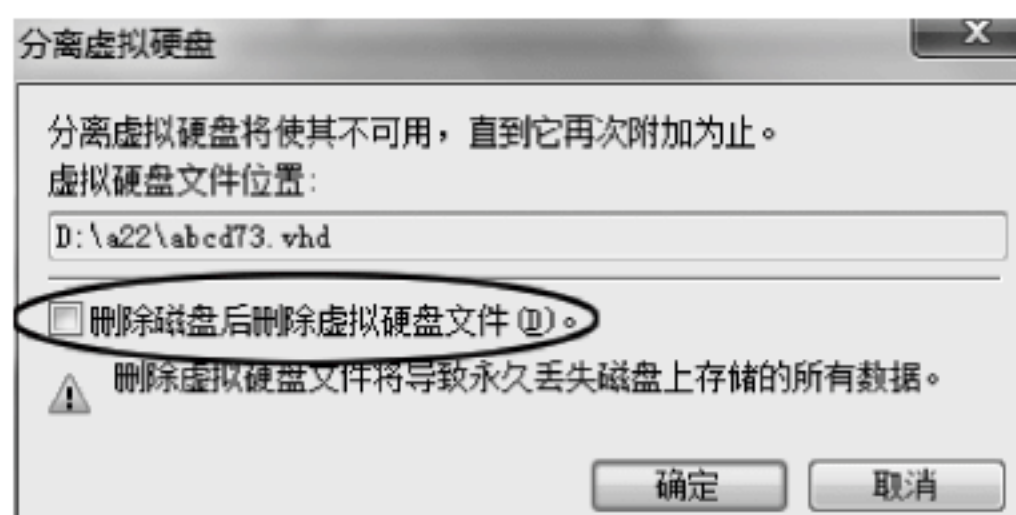 分离虚拟硬盘
x
分离虚拟硬盘将使其不可用，直到它再次附加为止。
虚拟硬盘文件位置：
D:\a22\abcd73.vhd
删除磁盘后删除虚拟硬盘文件(D)。
删除虚拟硬盘文件将导致永久丢失磁盘上存储的所有数据。
确定 取消